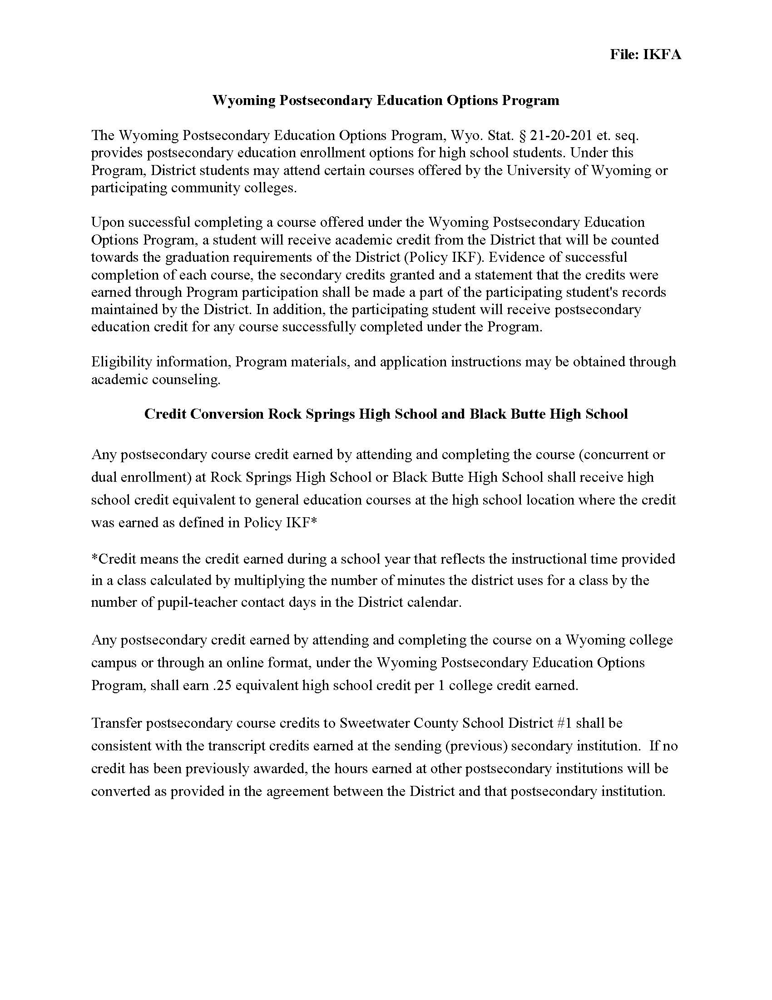 File: IKFA
Wyoming Postsecondary Education Options Program
The Wyoming Postsecondary Education Options Program, Wyo. Stat. § 21-20-201 et. seq.
provides postsecondary education enrollment options for high school students. Under this
Program, District students may attend certain courses offered by the University of Wyoming or
participating community colleges.
Upon successful completing a course offered under the Wyoming Postsecondary Education
Options Program, a student will receive academic credit from the District that will be counted
towards the graduation requirements of the District (Policy IKF). Evidence of successful
completion of each course, the secondary credits granted and a statement that the credits were
earned through Program participation shall be made a part of the participating student's records
maintained by the District. In addition, the participating student will receive postsecondary
education credit for any course successfully completed under the Program.
Eligibility information, Program materials, and application instructions may be obtained through
academic counseling.
Credit Conversion Rock Springs High School and Black Butte High School
Any postsecondary course credit earned by attending and completing the course (concurrent or
dual enrollment) at Rock Springs High School or Black Butte High School shall receive high
school credit equivalent to general education courses at the high school location where the credit
was earned as defined in Policy IKF*
*Credit means the credit earned during a school year that reflects the instructional time provided
in a class calculated by multiplying the number of minutes the district uses for a class by the
number of pupil-teacher contact days in the District calendar.
Any postsecondary credit earned by attending and completing the course on a Wyoming college
campus or through an online format, under the Wyoming Postsecondary Education Options
Program, shall earn .25 equivalent high school credit per 1 college credit earned.
Transfer postsecondary course credits to Sweetwater County School District #1 shall be
consistent with the transcript credits earned at the sending (previous) secondary institution.  If no
credit has been previously awarded, the hours earned at other postsecondary institutions will be
converted as provided in the agreement between the District and that postsecondary institution.